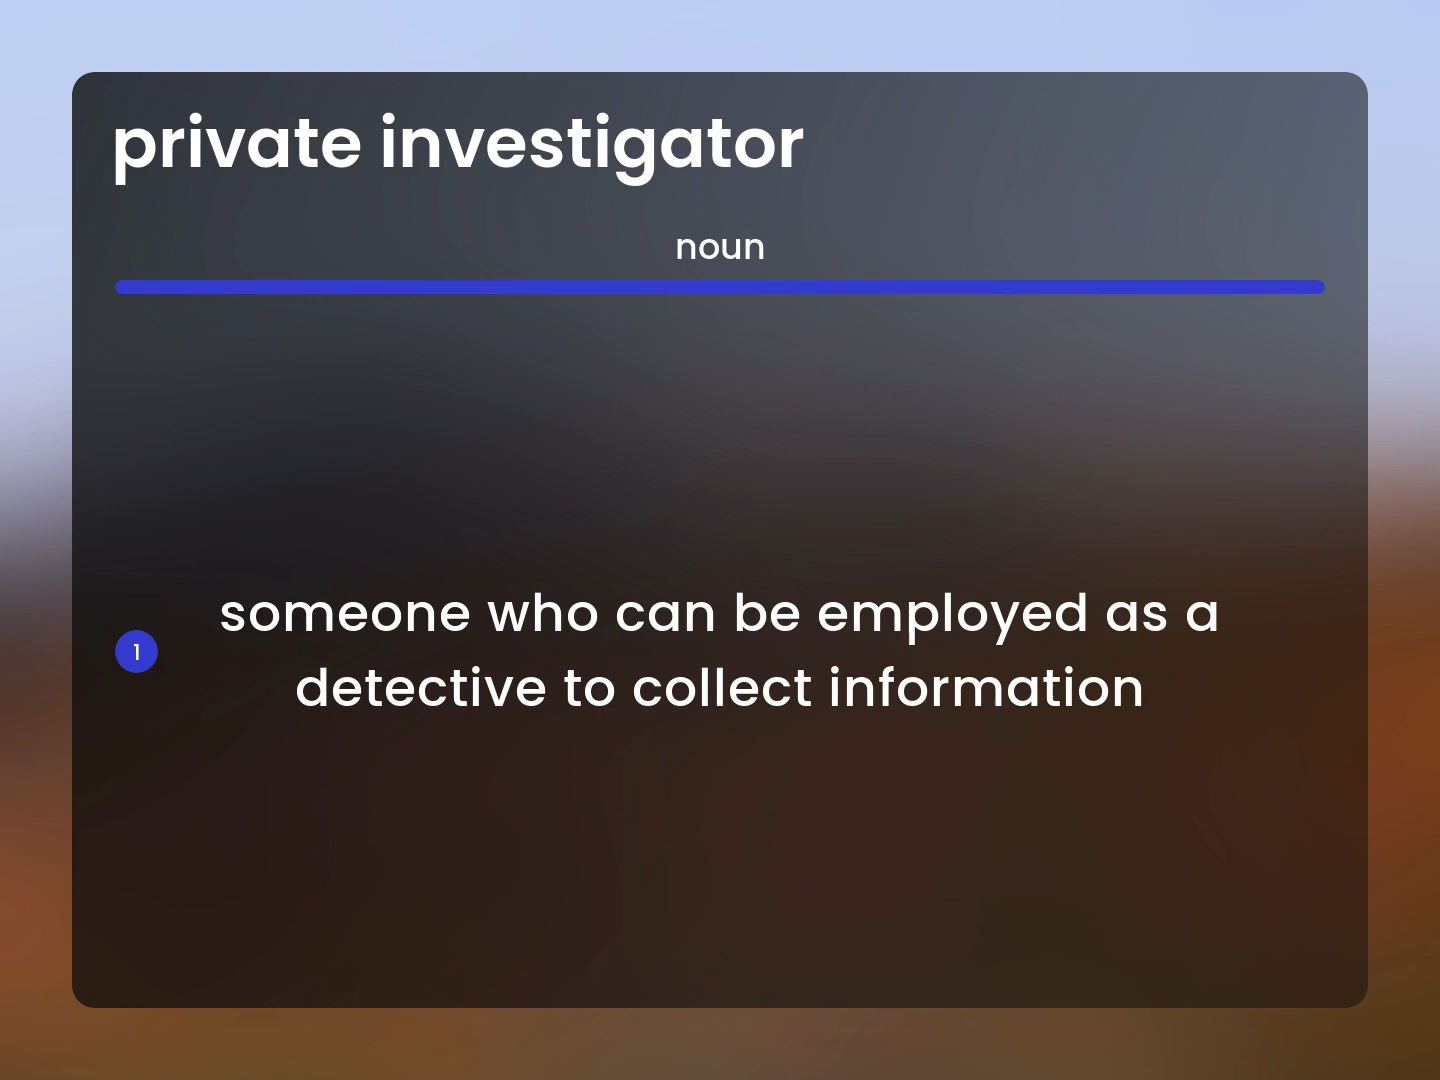 private investigator
noun
1
someone who can be employed as a
detective to collect information